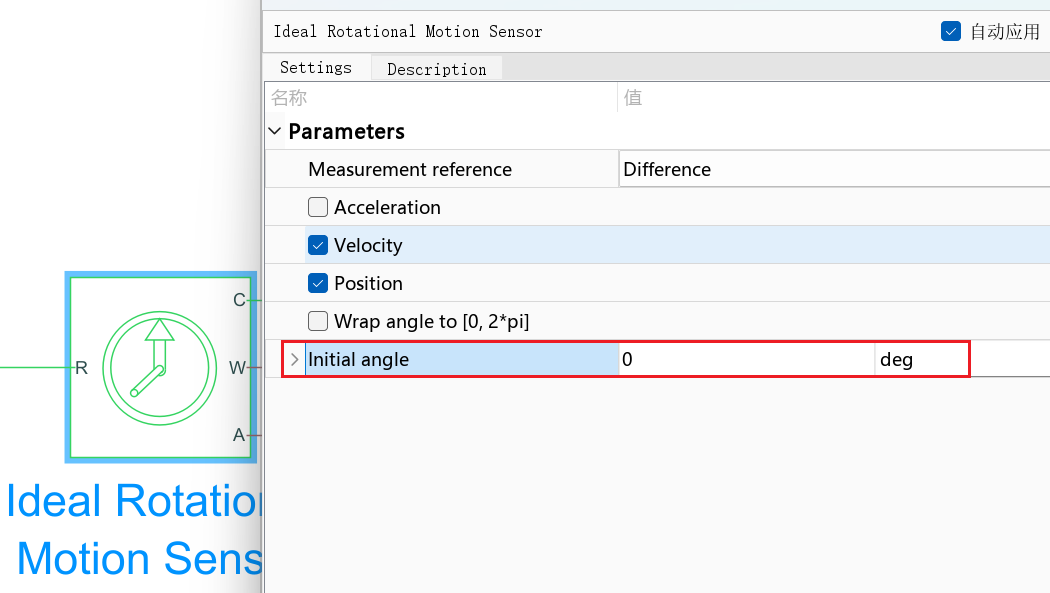 Ideal Rotational Motion Sensor
自动应用
Settings
Description
名称
值
Parameters
Measurement reference
Difference
Acceleration
Velocity
Position
Wrap angle to [0, 2*pi]
Initial angle
0
deg
C
R
W
A
Ideal Rotation
Motion Sens